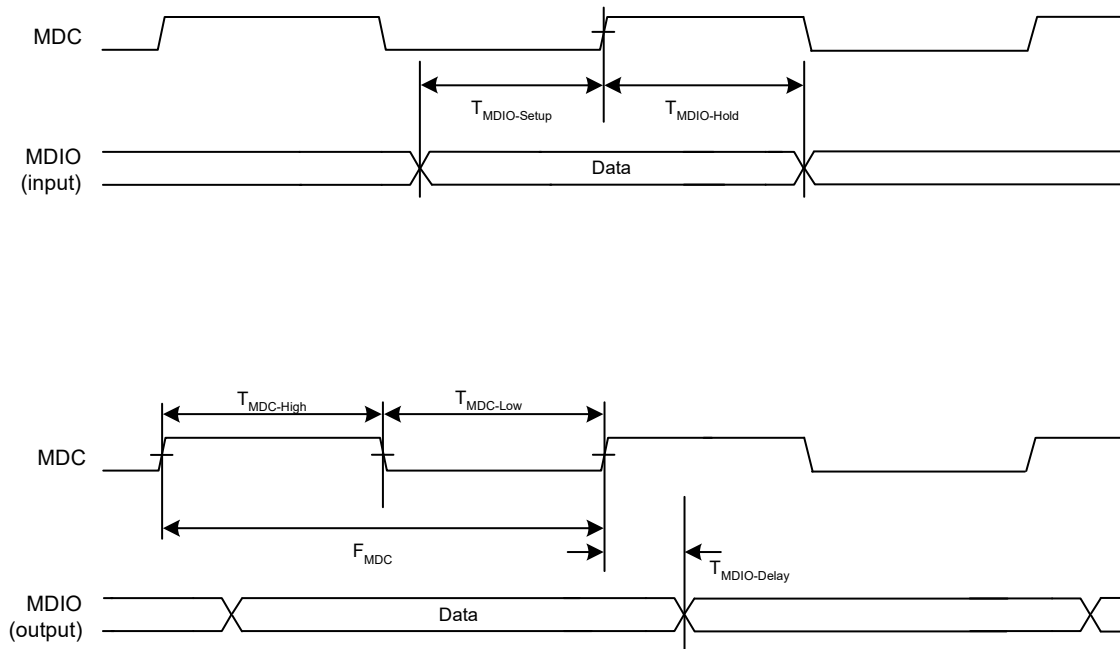 MDC
T_MDIO-Setup
T_MDIO-Hold
MDIO
(input)
Data
T_MDC-High
T_MDC-Low
MDC
F_MDC
T_MDIO-Delay
MDIO
(output)
Data